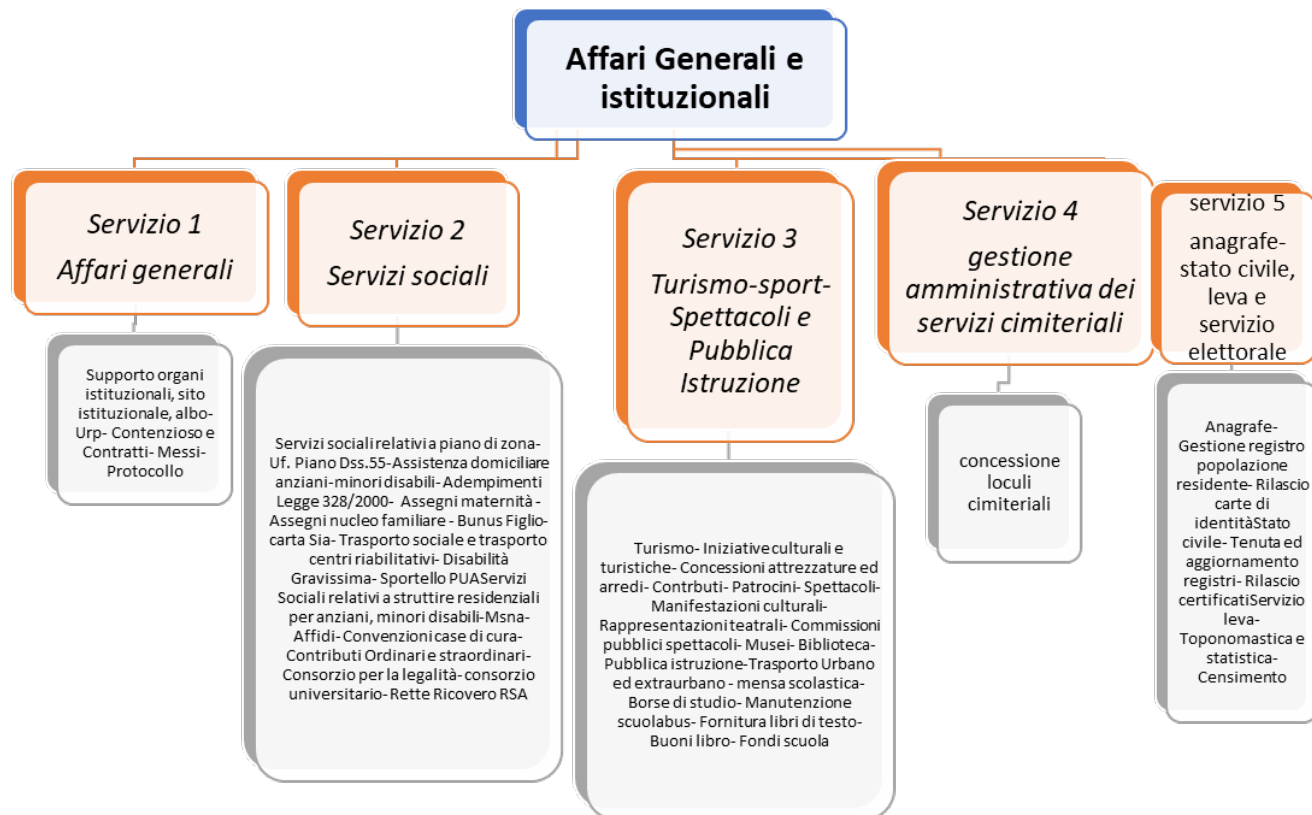 Affari Generali e
istituzionali
Servizio 1
Affari generali
Supporto organi
istituzionali, sito
istituzionale, albo-
Urp- Contenzioso e
Contratti- Messi-
Protocollo
Servizio 2
Servizi sociali
Servizi sociali relativi a piano di zona-
Uf. Piano Dss.55-Assistenza domiciliare
anziani-minori disabili- Adempimenti
Legge 328/2000- Assegni maternità -
Assegni nucleo familiare - Bunus Figlio-
carta Sia- Trasporto sociale e trasporto
centri riabilitativi- Disabilità
Gravissima- Sportello PUAServizi
Sociali relativi a struttire residenziali
per anziani, minori disabili-Msna-
Affidi- Convenzioni case di cura-
Contributi Ordinari e straordinari-
Consorzio per la legalità- consorzio
universitario- Rette Ricovero RSA
Servizio 3
Turismo-sport-
Spettacoli e
Pubblica
Istruzione
Turismo- Iniziative culturali e
turistiche- Concessioni attrezzature ed
arredi- Contrbuti- Patrocini- Spettacoli-
Manifestazioni culturali-
Rappresentazioni teatrali- Commissioni
pubblici spettacoli- Musei- Biblioteca-
Pubblica istruzione-Trasporto Urbano
ed extraurbano - mensa scolastica-
Borse di studio- Manutenzione
scuolabus- Fornitura libri di testo-
Buoni libro- Fondi scuola
Servizio 4
gestione
amministrativa dei
servizi cimiteriali
concessione
loculi
cimiteriali
servizio 5
anagrafe-
stato civile,
leva e
servizio
elettorale
Anagrafe-
Gestione registro
popolazione
residente- Rilascio
carte di
identitàStato
civile- Tenuta ed
aggiornamento
registri- Rilascio
certificatiServizio
leva-
Toponomastica e
statistica-
Censimento